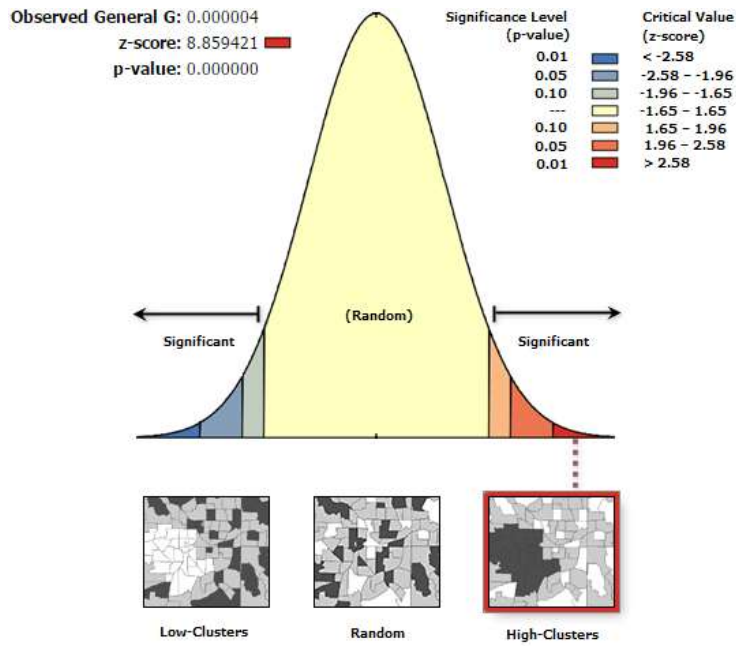 Observed General G: 0.000004
z-score: 8.859421
p-value: 0.000000
Significance Level
(p-value)
Critical Value
(z-score)
0.01 < -2.58
0.05 -2.58 – -1.96
0.10 -1.96 – -1.65
--- -1.65 – 1.65
0.10 1.65 – 1.96
0.05 1.96 – 2.58
0.01 > 2.58
Significant
(Random)
Significant
Low-Clusters
Random
High-Clusters